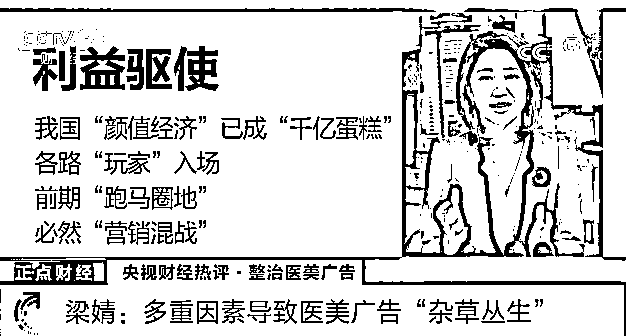 CCTV
利益驱使
我国“颜值经济”已成“千亿蛋糕”
各路“玩家”入场
前期“跑马圈地”
必然“营销混战”
正点财经
央视财经热评·整治医美广告
梁婧：多重因素导致医美广告“杂草丛生”